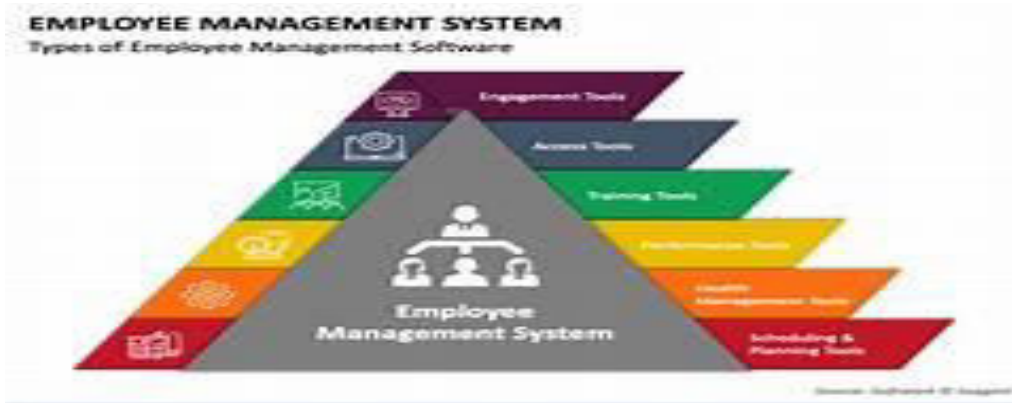 EMPLOYEE MANAGEMENT SYSTEM
Types of Employee Management Software
Engagement Tools
Access Tools
Training Tools
Performance Tools
Health
Management Tools
Scheduling &
Planning Tools
Employee
Management System
Source: